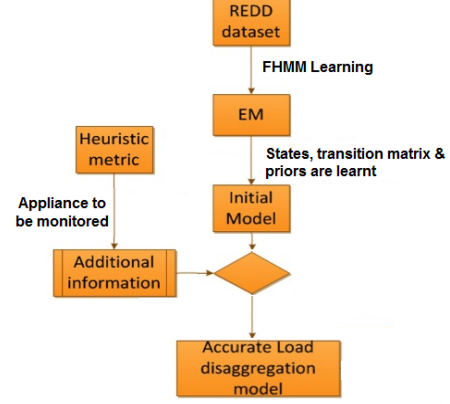 REDD
dataset
FHMM Learning
EM
Heuristic
metric
States, transition matrix &
priors are learnt
Appliance to
be monitored
Initial
Model
Additional
information
Accurate Load
disaggregation
model